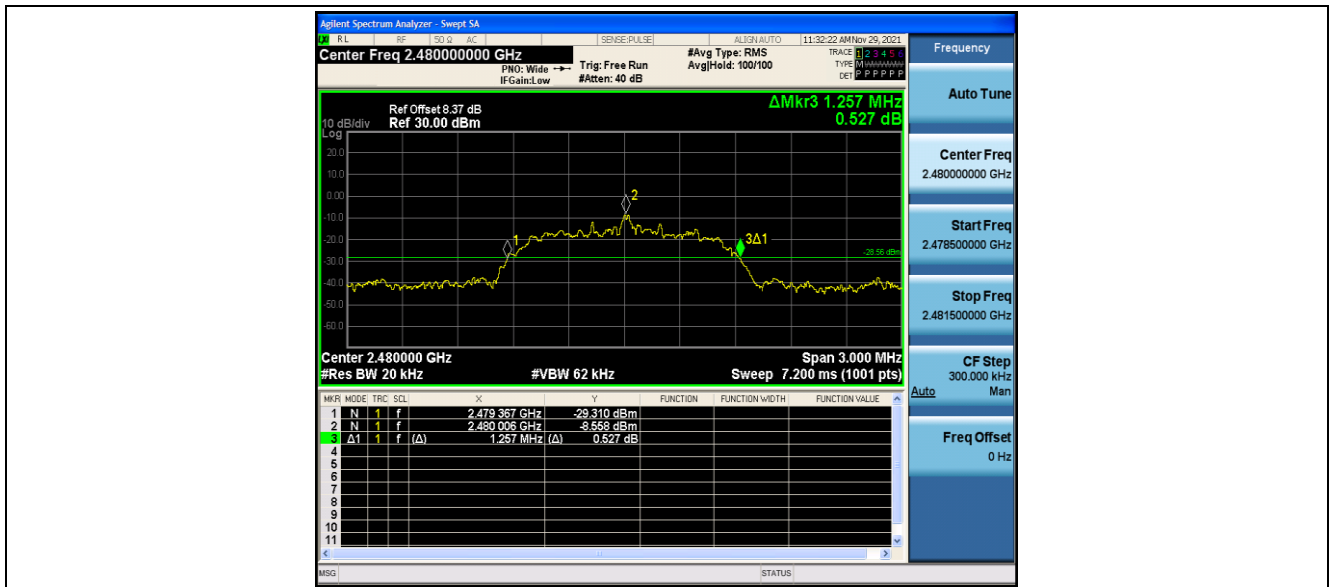 Agilent Spectrum Analyzer - Swept SA
RL RF 50 Ω AC SENSE:PULSE ALIGN AUTO 11:32:22 AM Nov 29, 2021
Center Freq 2.480000000 GHz
PNO: Wide
IFGain:Low
Trig: Free Run
#Atten: 40 dB
#Avg Type: RMS
Avg|Hold: 100/100
TRACE 1 2 3 4 5 6
TYPE M W W W W W
DET P P P P P P
Ref Offset 8.37 dB
10 dB/div Ref 30.00 dBm
Log
ΔMkr3 1.257 MHz
0.527 dB
20.0
10.0
0.00
-10.0
-20.0
-30.0
-40.0
-50.0
-60.0
1
2
3Δ1
-28.56 dBm
Center 2.480000 GHz Span 3.000 MHz
#Res BW 20 kHz #VBW 62 kHz Sweep 7.200 ms (1001 pts)
MKR MODE TRC SCL X Y FUNCTION FUNCTION WIDTH FUNCTION VALUE
1 N 1 f 2.479 367 GHz -29.310 dBm
2 N 1 f 2.480 006 GHz -8.558 dBm
3 Δ1 1 f (Δ) 1.257 MHz (Δ) 0.527 dB
4
5
6
7
8
9
10
11
MSG STATUS
Frequency
Auto Tune
Center Freq
2.480000000 GHz
Start Freq
2.478500000 GHz
Stop Freq
2.481500000 GHz
CF Step
300.000 kHz
Auto Man
Freq Offset
0 Hz